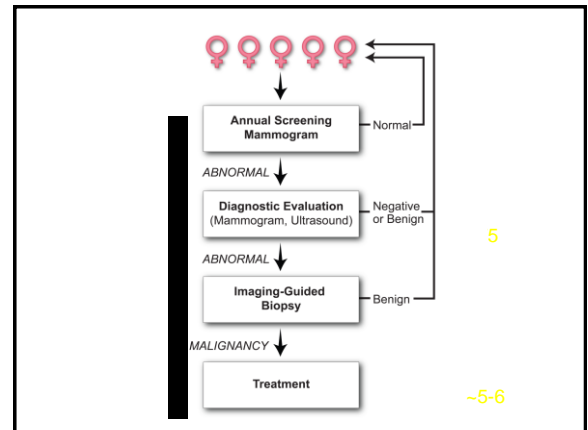 Annual Screening
Mammogram
Normal
ABNORMAL
Diagnostic Evaluation
(Mammogram, Ultrasound)
Negative
or Benign
5
ABNORMAL
Imaging-Guided
Biopsy
Benign
MALIGNANCY
Treatment
~5-6